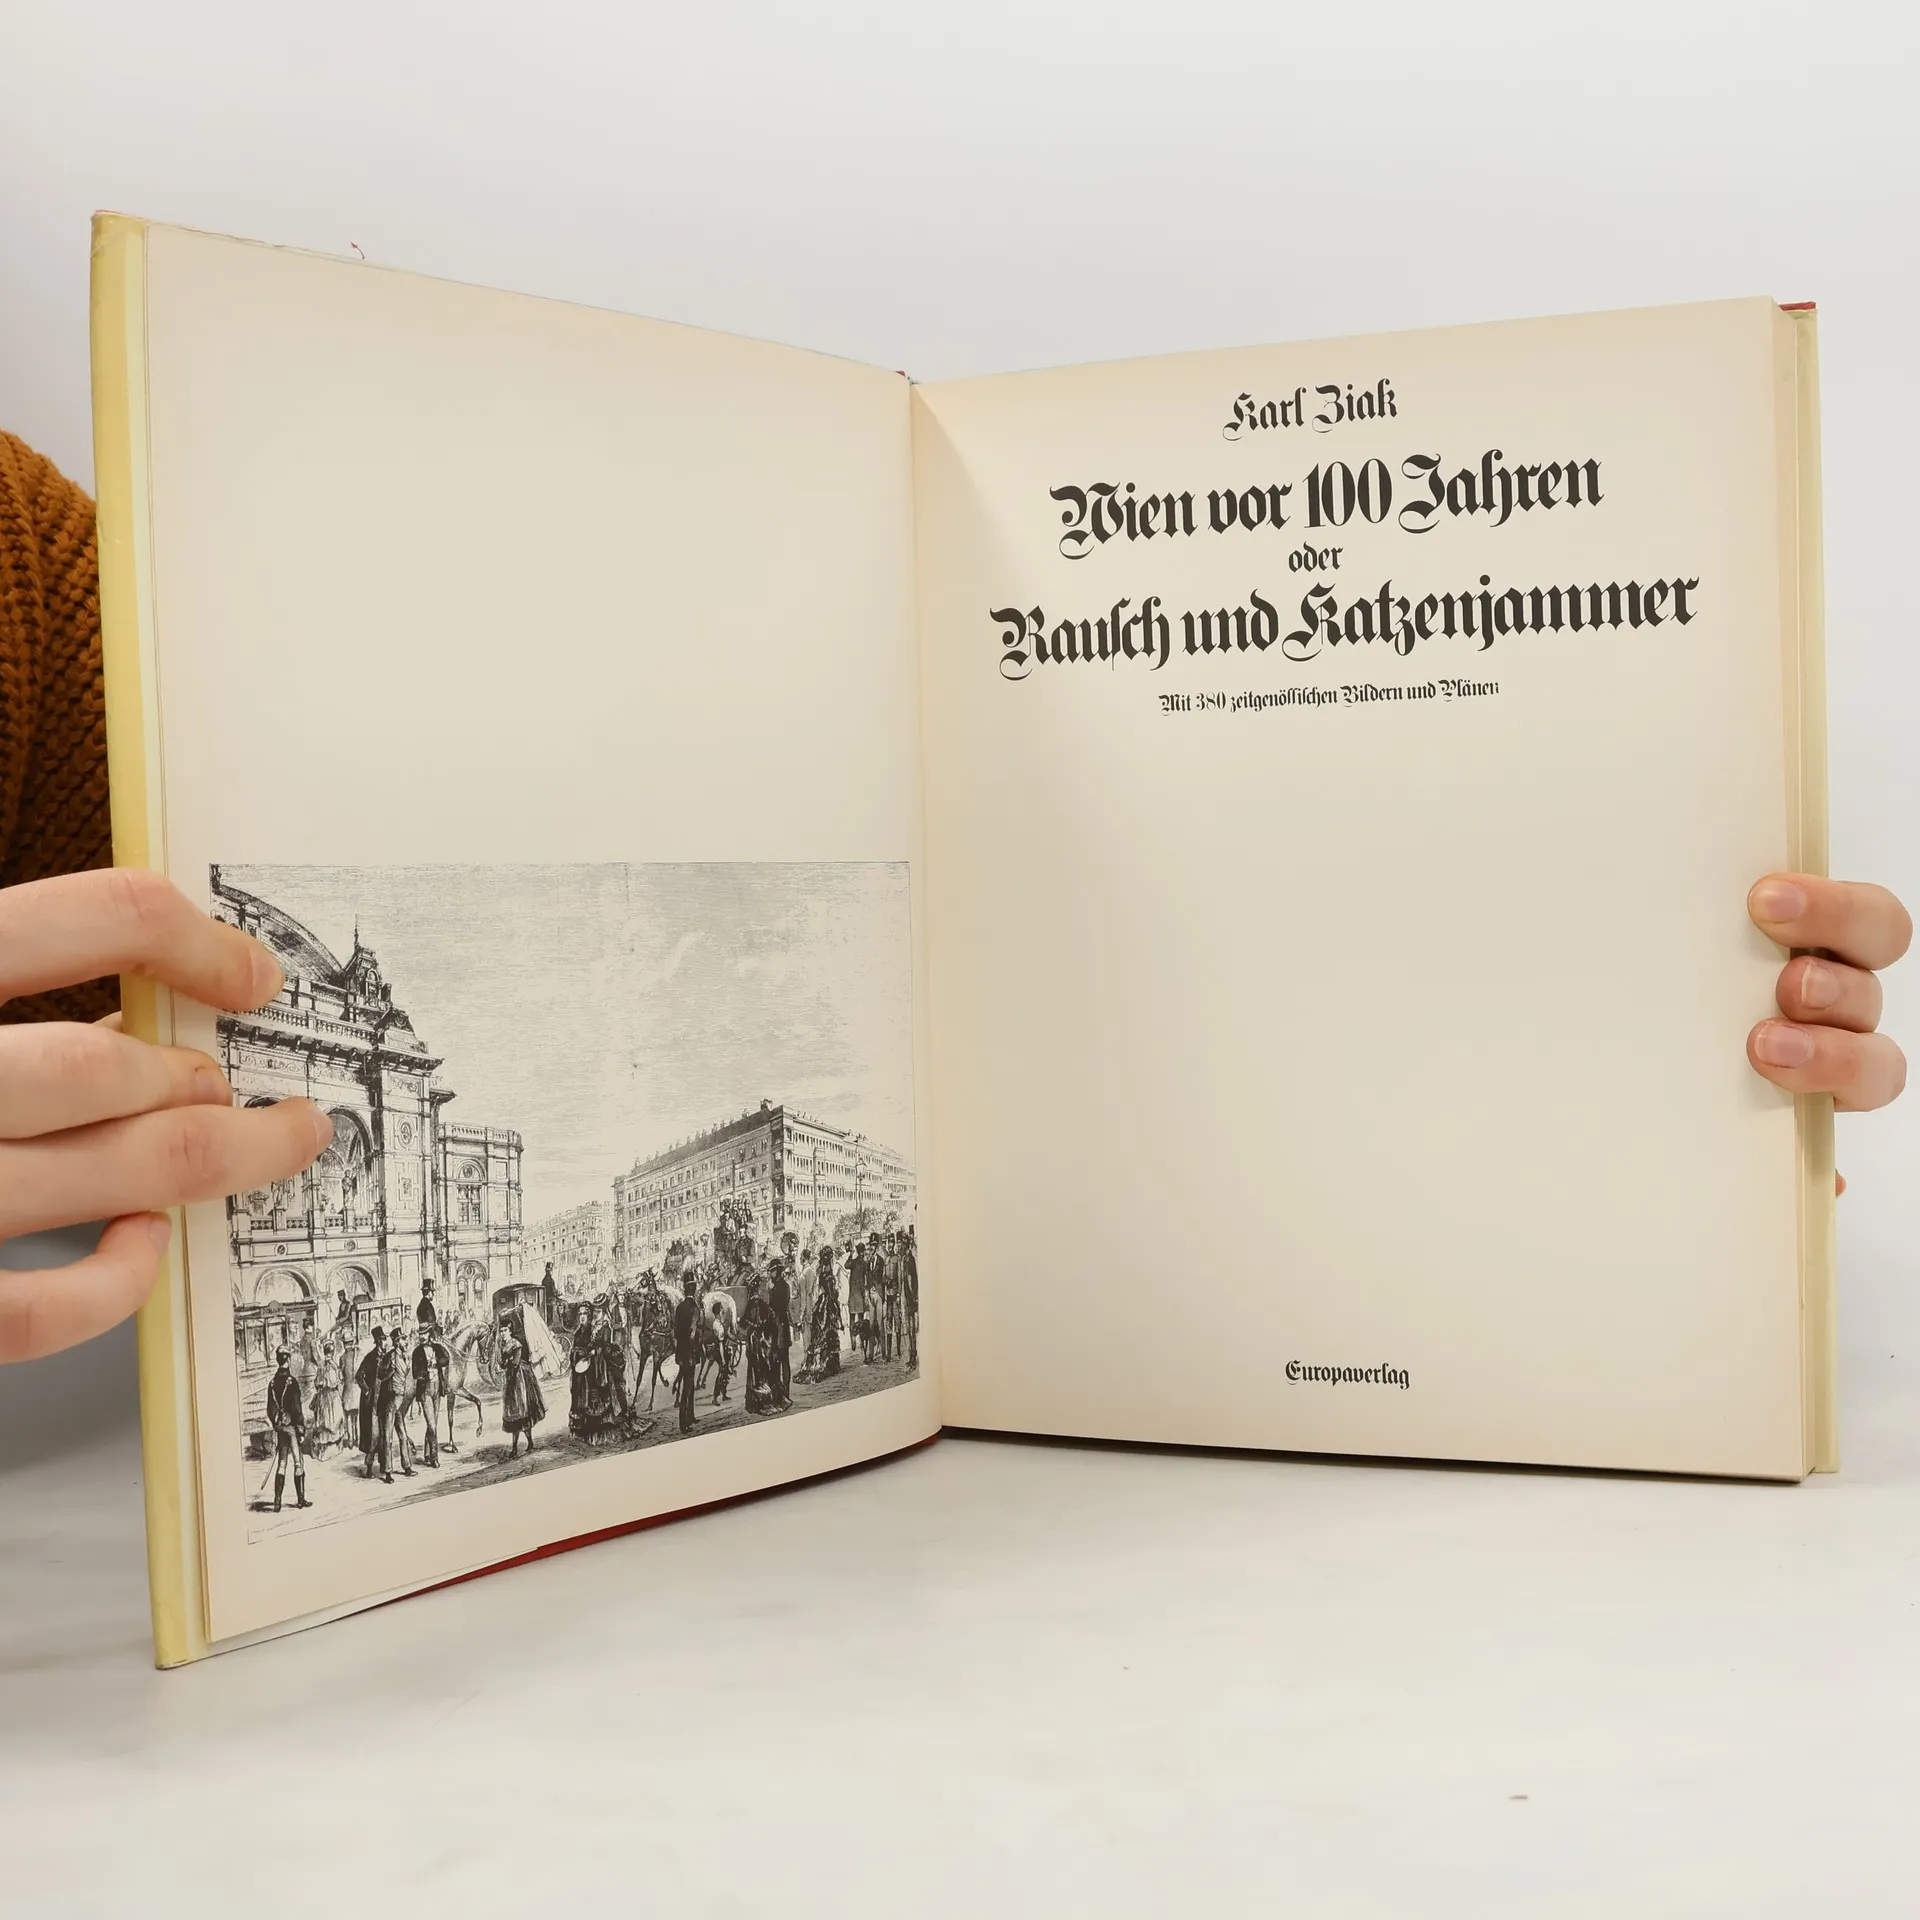 Karl Ziak
Wien vor 100 Jahren
oder
Rausch und Katzenjammer
Mit 380 zeitgenössischen Bildern und Plänen
Europaverlag